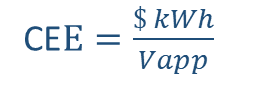 CEE = $ kWh / Vapp